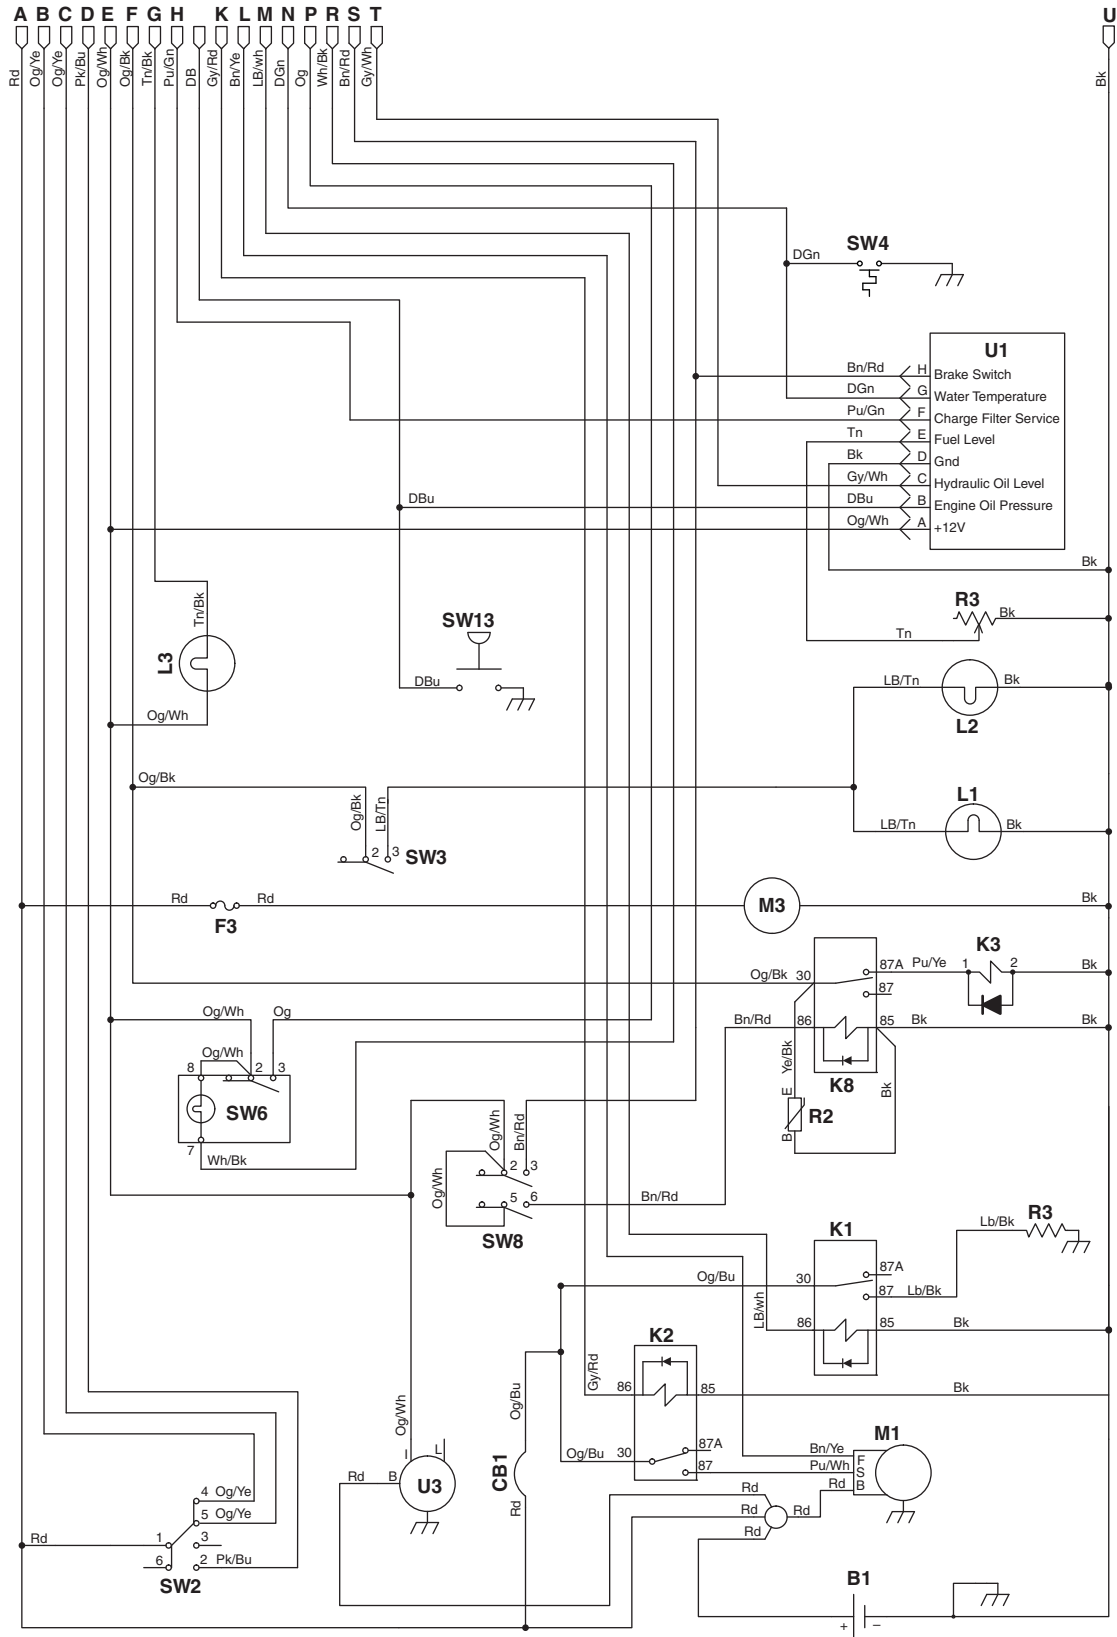 A B C D E F G H K L M N P R S T U
Rd
Og/Ye
Og/Ye
Pk/Bu
Og/Wh
Og/Bk
Tn/Bk
Pu/Gn
DB
Gy/Rd
Bn/Ye
LB/wh
DGn
Og
Wh/Bk
Bn/Rd
Gy/Wh
Bk
SW4
DGn
U1
Bn/Rd H Brake Switch
DGn G Water Temperature
Pu/Gn F Charge Filter Service
Tn E Fuel Level
Bk D Gnd
Gy/Wh C Hydraulic Oil Level
DBu
DBu B Engine Oil Pressure
Og/Wh A +12V
Bk
R3
Bk
Tn
Tn/Bk
L3
SW13
DBu
LB/Tn Bk
L2
Og/Wh
Og/Bk
Og/Bk
LB/Tn
2 3
SW3
L1
LB/Tn Bk
Rd Rd
F3
M3
Bk
K3
Og/Bk 30
87A Pu/Ye 1 2 Bk
87
Bn/Rd 86 85 Bk Bk
K8
Ye/Bk
Bk
E
R2
B
Og/Wh Og
Og/Wh
8 2 3
SW6
7
Wh/Bk
Og/Wh
Bn/Rd
Og/Wh
2 3
5 6
Bn/Rd
SW8
K1
R3
Lb/Bk
Og/Bu 30
87A
87 Lb/Bk
LB/wh
86 85 Bk
K2
Gy/Rd
86 85 Bk
Og/Wh
Og/Bu
Og/Bu 30
87A
87
M1
Bn/Ye F
Pu/Wh S
Rd B
I L
Rd B
U3
CB1
Rd
Rd
Rd Rd
Rd
4 Og/Ye
5 Og/Ye
Rd 1 3
6 2 Pk/Bu
SW2
B1
+ −